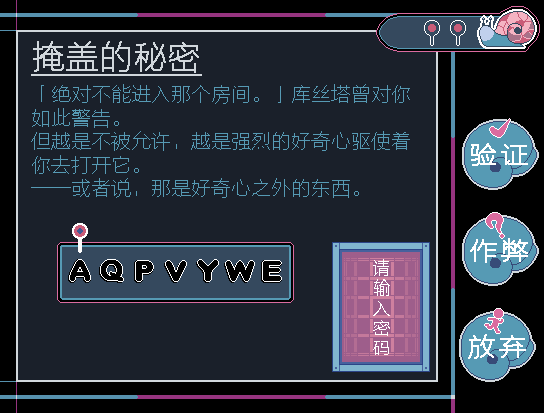 掩盖的秘密
「绝对不能进入那个房间。」库丝塔曾对你
如此警告。
但越是不被允许，越是强烈的好奇心驱使着
你去打开它。
——或者说，那是好奇心之外的东西。
AQPVYWE
请输入密码
验证
作弊
放弃